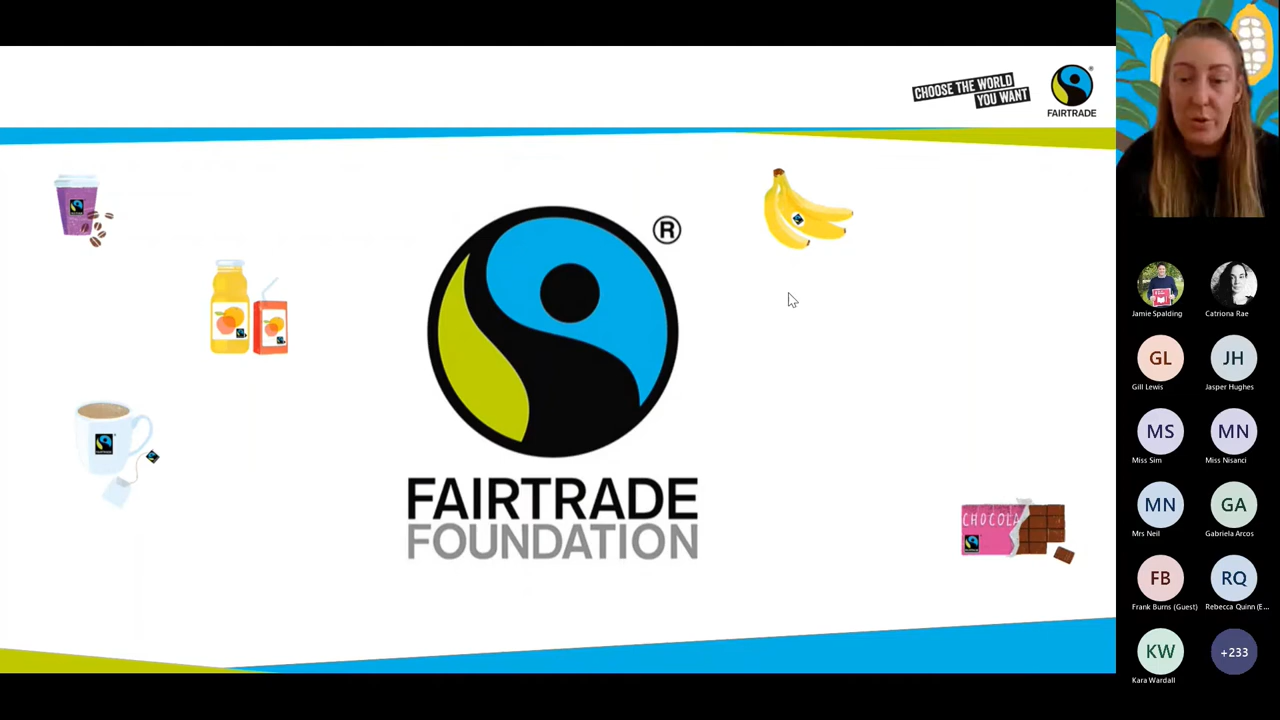 CHOOSE THE WORLD
YOU WANT
FAIRTRADE
®
FAIRTRADE
FOUNDATION
CHOCOLA
Jamie Spalding
Catriona Rae
GL
JH
Gill Lewis
Jasper Hughes
MS
MN
Miss Sim
Miss Nisanci
MN
GA
Mrs Neil
Gabriela Arcos
FB
RQ
Frank Burns (Guest)
Rebecca Quinn (E...
KW
+233
Kara Wardall